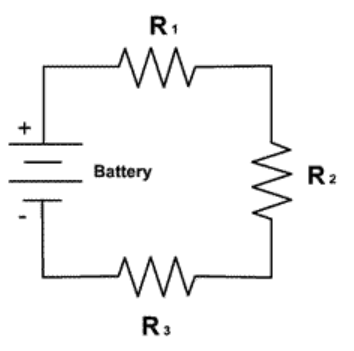 R₁
+
Battery
R₂
-
R₃